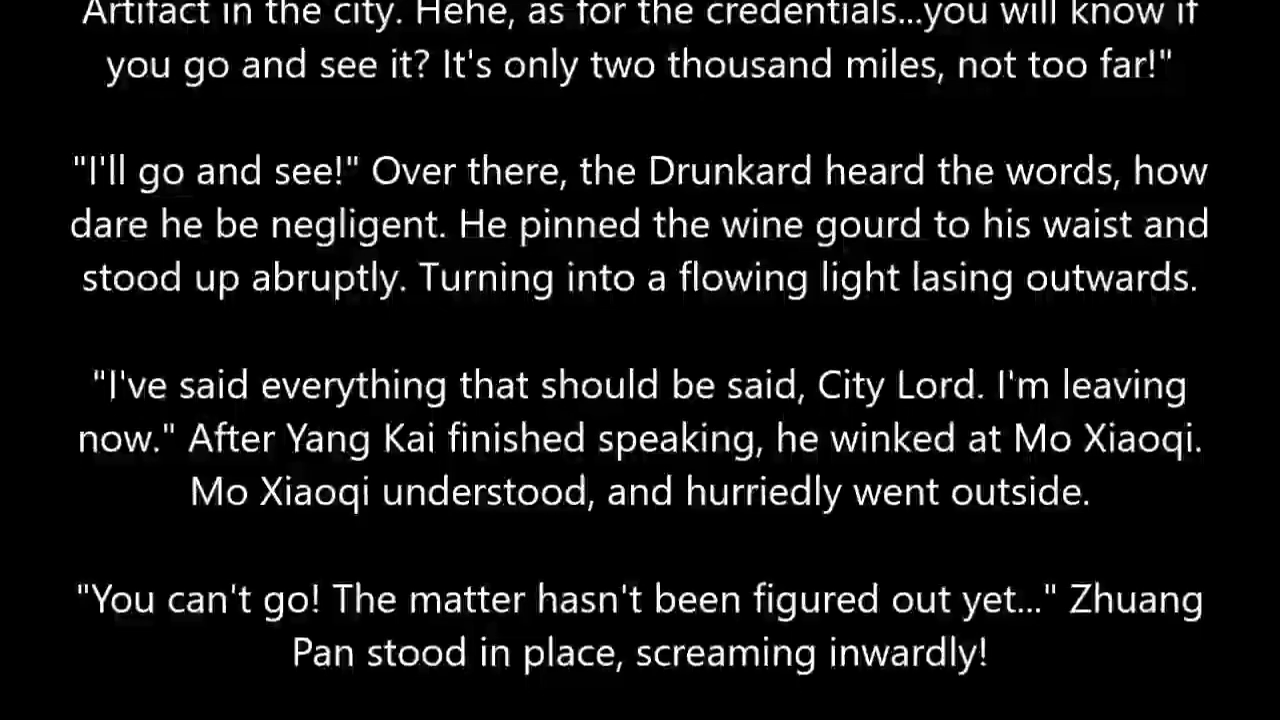 Artifact in the city. Hehe, as for the credentials...you will know if
you go and see it? It's only two thousand miles, not too far!"
"I'll go and see!" Over there, the Drunkard heard the words, how
dare he be negligent. He pinned the wine gourd to his waist and
stood up abruptly. Turning into a flowing light lasing outwards.
"I've said everything that should be said, City Lord. I'm leaving
now." After Yang Kai finished speaking, he winked at Mo Xiaoqi.
Mo Xiaoqi understood, and hurriedly went outside.
"You can't go! The matter hasn't been figured out yet..." Zhuang
Pan stood in place, screaming inwardly!